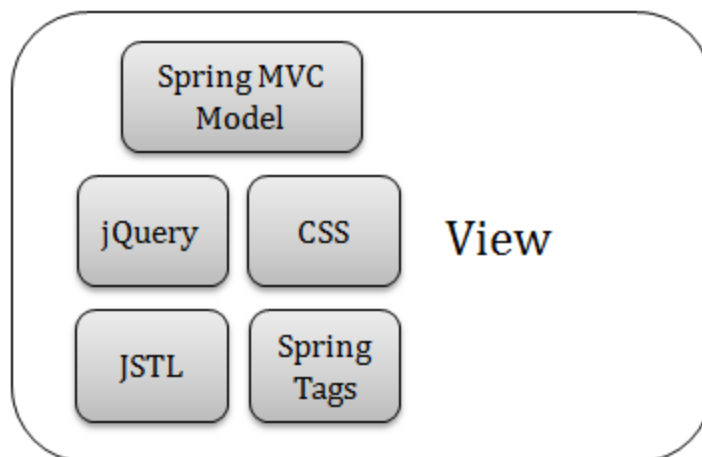 Spring MVC
Model
jQuery
CSS
View
JSTL
Spring
Tags